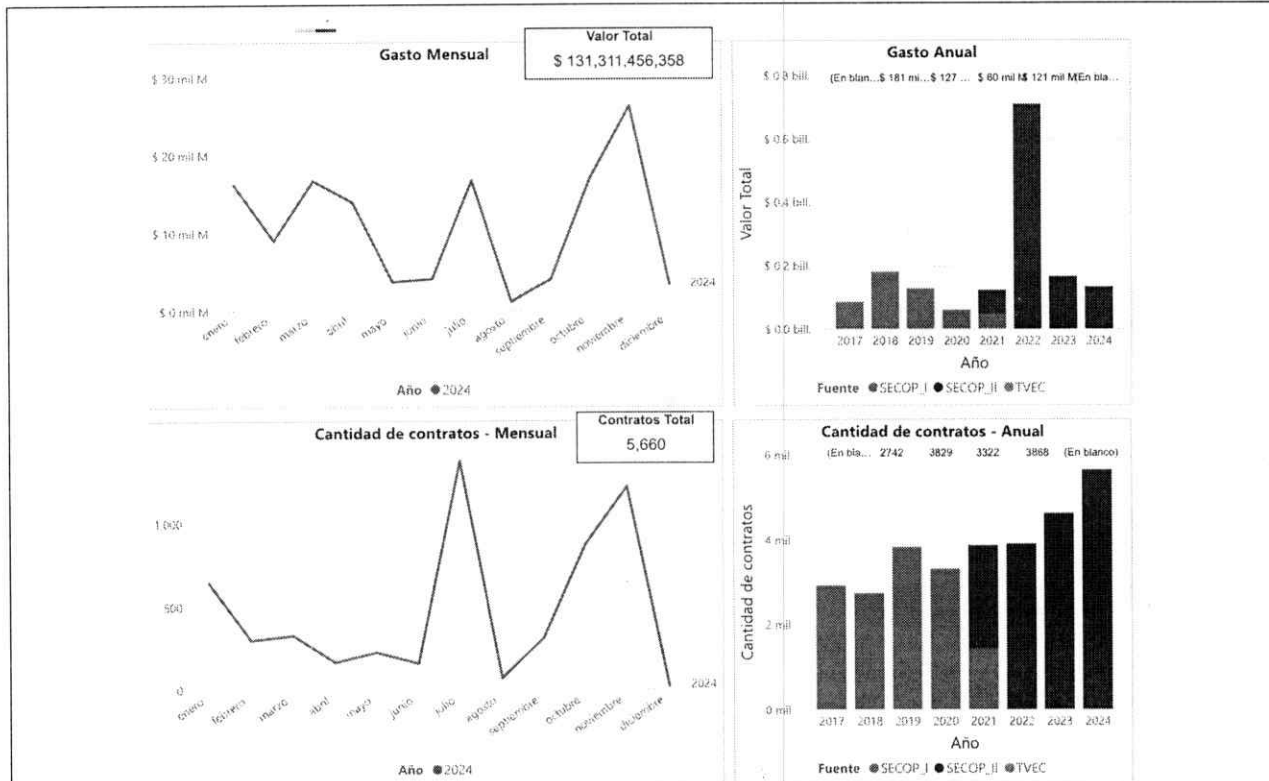 Gasto Mensual
Valor Total
$ 131,311,456,358
$ 30 mil M
$ 20 mil M
$ 10 mil M
$ 0 mil M
enero
febrero
marzo
abril
mayo
junio
julio
agosto
septiembre
octubre
noviembre
diciembre
2024
Año 2024
Gasto Anual
(En blan... $ 181 mi... $ 127 ... $ 60 mil M $ 121 mil M (En bla...
$ 0.8 bill.
$ 0.6 bill.
$ 0.4 bill.
$ 0.2 bill.
$ 0.0 bill.
Valor Total
2017 2018 2019 2020 2021 2022 2023 2024
Año
Fuente SECOP_I SECOP_II TVEC
Cantidad de contratos - Mensual
Contratos Total
5,660
1.000
500
0
enero
febrero
marzo
abril
mayo
junio
julio
agosto
septiembre
octubre
noviembre
diciembre
2024
Año 2024
Cantidad de contratos - Anual
(En bla... 2742 3829 3322 3868 (En blanco)
6 mil
4 mil
2 mil
0 mil
Cantidad de contratos
2017 2018 2019 2020 2021 2022 2023 2024
Año
Fuente SECOP_I SECOP_II TVEC